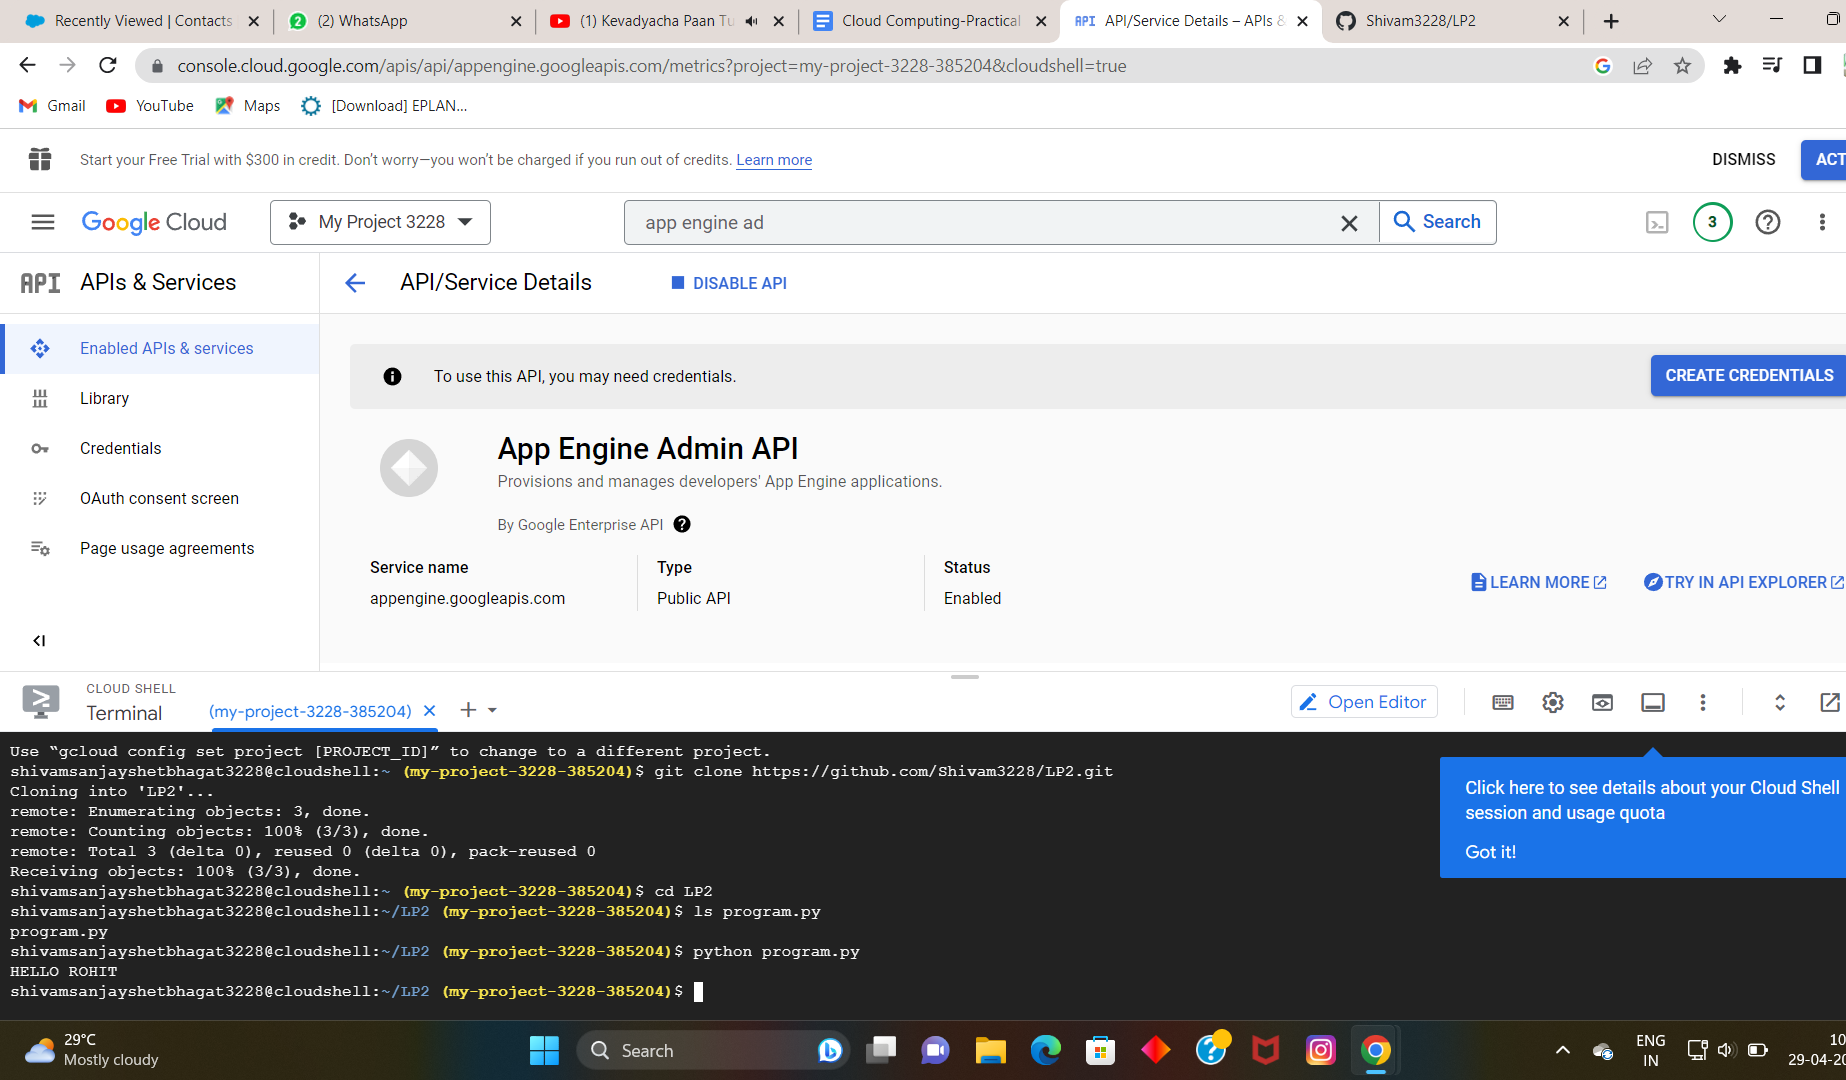 Recently Viewed | Contacts
(2) WhatsApp
(1) Kevadyacha Paan Tu
Cloud Computing-Practical
API API/Service Details – APIs &
Shivam3228/LP2
console.cloud.google.com/apis/api/appengine.googleapis.com/metrics?project=my-project-3228-385204&cloudshell=true
Gmail
YouTube
Maps
[Download] EPLAN...
Start your Free Trial with $300 in credit. Don't worry—you won't be charged if you run out of credits. Learn more
DISMISS
ACT
Google Cloud
My Project 3228
app engine ad
Search
3
API APIs & Services
API/Service Details
DISABLE API
Enabled APIs & services
Library
Credentials
OAuth consent screen
Page usage agreements
To use this API, you may need credentials.
CREATE CREDENTIALS
App Engine Admin API
Provisions and manages developers' App Engine applications.
By Google Enterprise API
Service name
appengine.googleapis.com
Type
Public API
Status
Enabled
LEARN MORE
TRY IN API EXPLORER
CLOUD SHELL
Terminal
(my-project-3228-385204)
Open Editor
Use “gcloud config set project [PROJECT_ID]” to change to a different project.
shivamsanjayshetbhagat3228@cloudshell:~ (my-project-3228-385204)$ git clone https://github.com/Shivam3228/LP2.git
Cloning into 'LP2'...
remote: Enumerating objects: 3, done.
remote: Counting objects: 100% (3/3), done.
remote: Total 3 (delta 0), reused 0 (delta 0), pack-reused 0
Receiving objects: 100% (3/3), done.
shivamsanjayshetbhagat3228@cloudshell:~ (my-project-3228-385204)$ cd LP2
shivamsanjayshetbhagat3228@cloudshell:~/LP2 (my-project-3228-385204)$ ls program.py
program.py
shivamsanjayshetbhagat3228@cloudshell:~/LP2 (my-project-3228-385204)$ python program.py
HELLO ROHIT
shivamsanjayshetbhagat3228@cloudshell:~/LP2 (my-project-3228-385204)$
Click here to see details about your Cloud Shell
session and usage quota
Got it!
29°C
Mostly cloudy
Search
ENG
IN
10
29-04-20